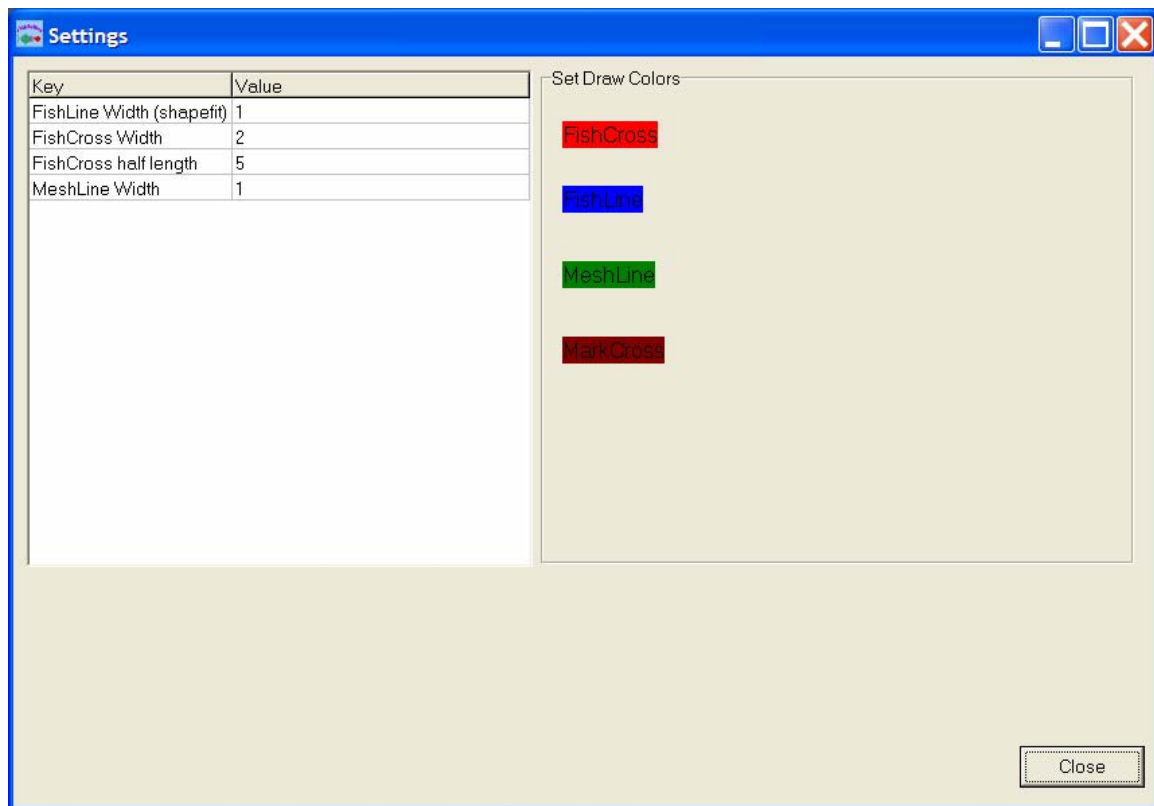 Settings
Key Value
FishLine Width (shapefit) 1
FishCross Width 2
FishCross half length 5
MeshLine Width 1
Set Draw Colors
FishCross
FishLine
MeshLine
MarkCross
Close